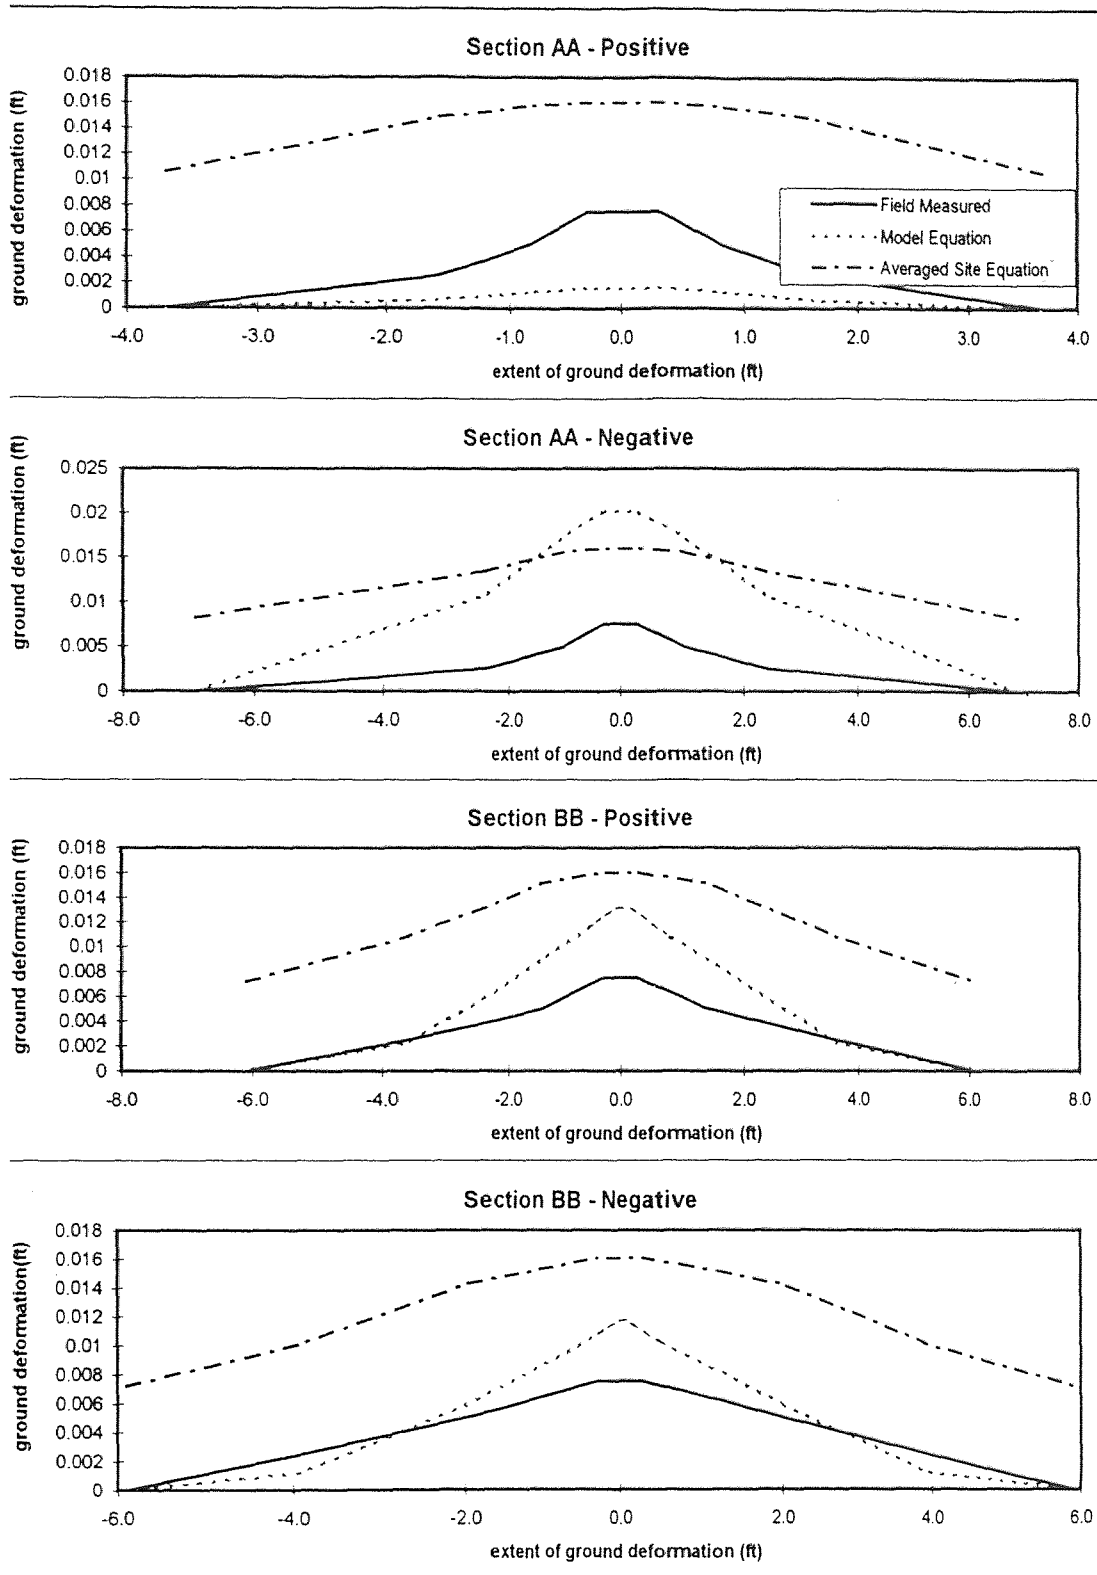 Section AA - Positive
ground deformation (ft)
0.018
0.016
0.014
0.012
0.01
0.008
0.006
0.004
0.002
0
Field Measured
Model Equation
Averaged Site Equation
-4.0 -3.0 -2.0 -1.0 0.0 1.0 2.0 3.0 4.0
extent of ground deformation (ft)
Section AA - Negative
ground deformation (ft)
0.025
0.02
0.015
0.01
0.005
0
-8.0 -6.0 -4.0 -2.0 0.0 2.0 4.0 6.0 8.0
extent of ground deformation (ft)
Section BB - Positive
ground deformation (ft)
0.018
0.016
0.014
0.012
0.01
0.008
0.006
0.004
0.002
0
-8.0 -6.0 -4.0 -2.0 0.0 2.0 4.0 6.0 8.0
extent of ground deformation (ft)
Section BB - Negative
ground deformation(ft)
0.018
0.016
0.014
0.012
0.01
0.008
0.006
0.004
0.002
0
-6.0 -4.0 -2.0 0.0 2.0 4.0 6.0
extent of ground deformation (ft)